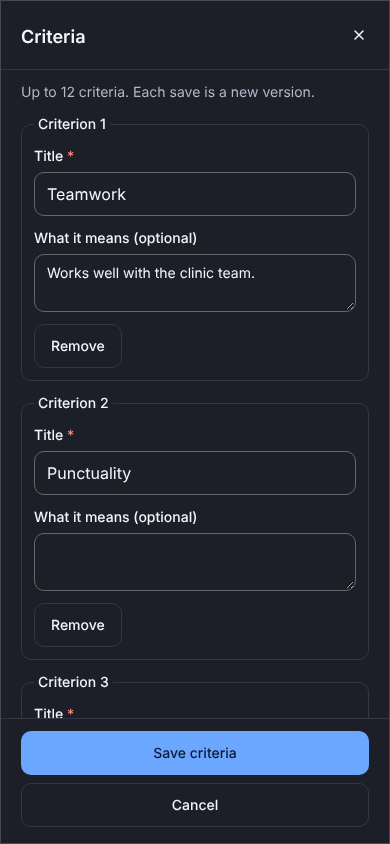 Criteria
Up to 12 criteria. Each save is a new version.
Criterion 1
Title *
Teamwork
What it means (optional)
Works well with the clinic team.
Remove
Criterion 2
Title *
Punctuality
What it means (optional)
Remove
Criterion 3
Title *
Save criteria
Cancel